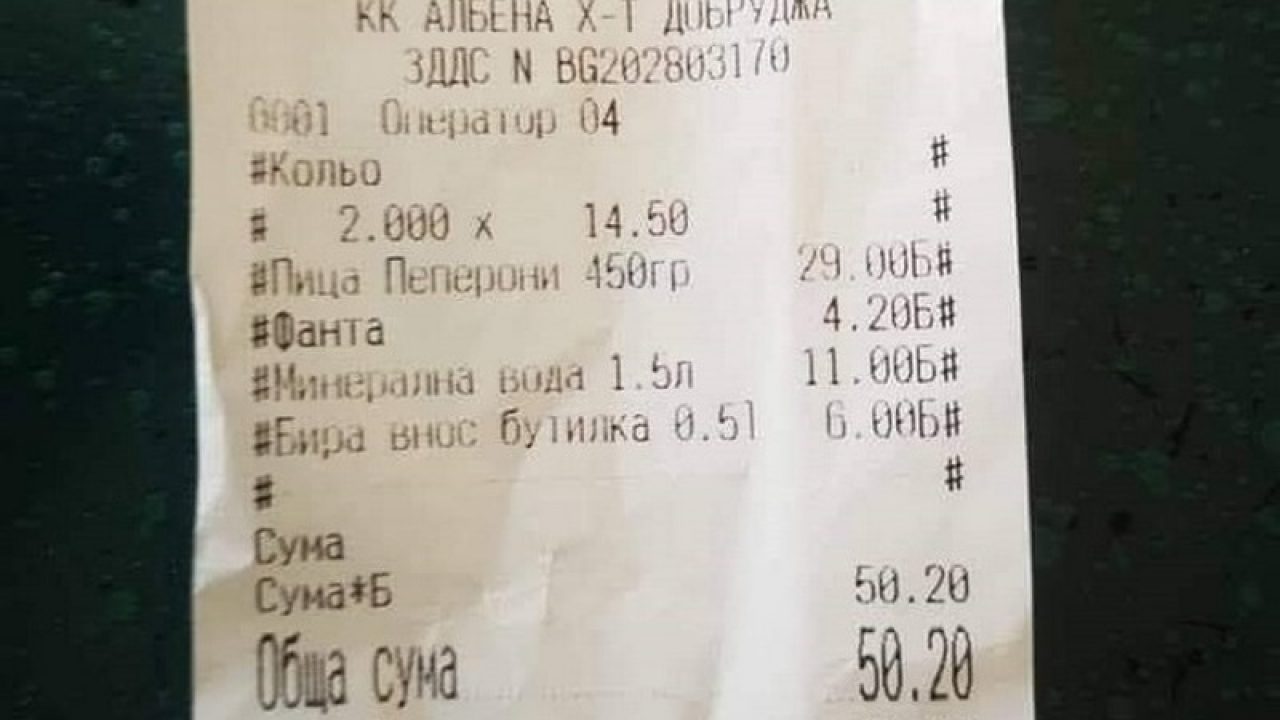 КК АЛБЕНА Х-Т ДОБРУДЖА
ЗДДС N BG202803170
0001 Оператор 04
#Кольо #
# 2.000 x 14.50 #
#Пица Пеперони 450гр 29.00Б#
#Фанта 4.20Б#
#Минерална вода 1.5л 11.00Б#
#Бира внос бутилка 0.5l 6.00Б#
# #
Сума
Сума*Б 50.20
Обща сума 50.20